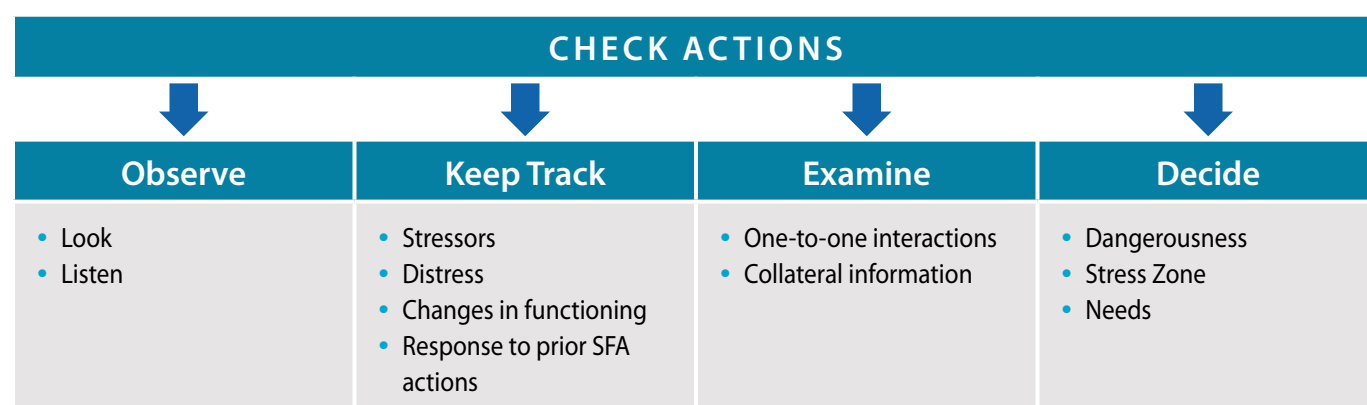 CHECK ACTIONS
Observe
• Look
• Listen
Keep Track
• Stressors
• Distress
• Changes in functioning
• Response to prior SFA
actions
Examine
• One-to-one interactions
• Collateral information
Decide
• Dangerousness
• Stress Zone
• Needs